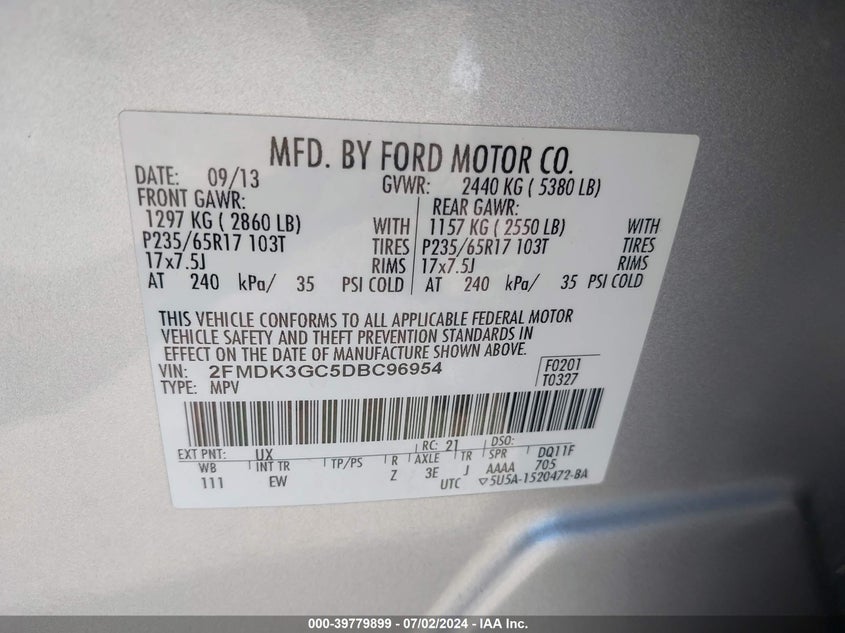 MFD. BY FORD MOTOR CO.
DATE: 09/13 GVWR: 2440 KG ( 5380 LB)
FRONT GAWR: REAR GAWR:
1297 KG ( 2860 LB) WITH 1157 KG ( 2550 LB) WITH
P235/65R17 103T TIRES P235/65R17 103T TIRES
17x7.5J RIMS 17x7.5J RIMS
AT 240 kPa/ 35 PSI COLD AT 240 kPa/ 35 PSI COLD
THIS VEHICLE CONFORMS TO ALL APPLICABLE FEDERAL MOTOR
VEHICLE SAFETY AND THEFT PREVENTION STANDARDS IN
EFFECT ON THE DATE OF MANUFACTURE SHOWN ABOVE.
VIN: 2FMDK3GC5DBC96954 F0201
TYPE: MPV T0327
EXT PNT: UX RC: 21 DSO:
WB INT TR TP/PS R AXLE TR SPR DQ11F
111 EW Z 3E J AAAA 705
UTC ▽5U5A-1520472-BA
000-39779899 | 07/02/2024 | IAA Inc.